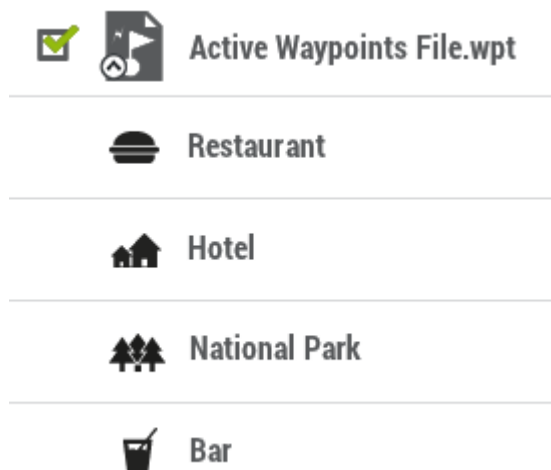 Active Waypoints File.wpt
Restaurant
Hotel
National Park
Bar